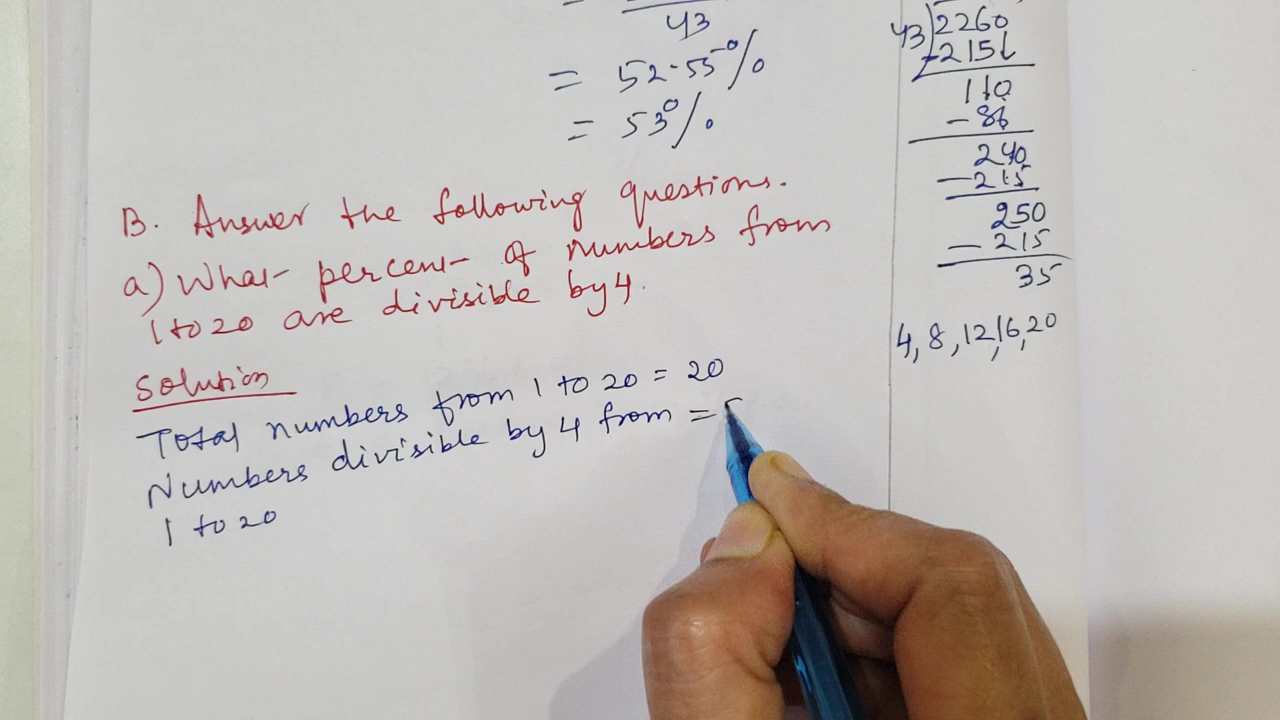 43
= 52.55%
= 53%
B. Answer the following questions.
a) What percent of numbers from
1 to 20 are divisible by 4.
Solution
Total numbers from 1 to 20 = 20
Numbers divisible by 4 from = 5
1 to 20
43)2260
-215
110
- 86
240
- 215
250
- 215
35
4, 8, 12, 16, 20